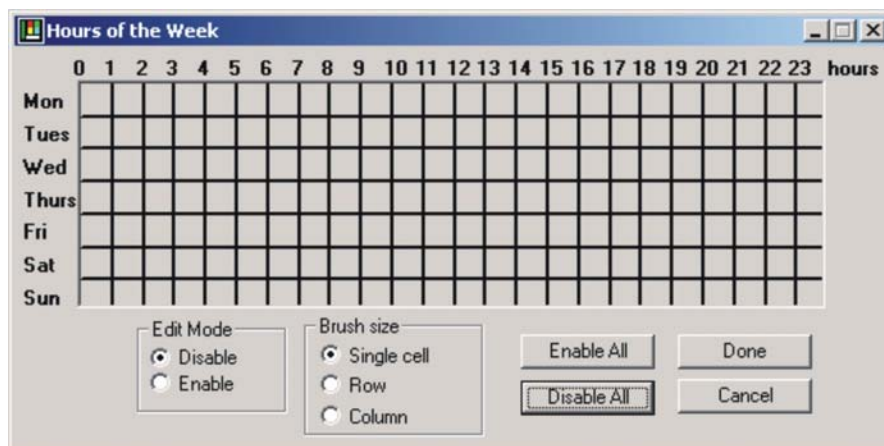 Hours of the Week
0 1 2 3 4 5 6 7 8 9 10 11 12 13 14 15 16 17 18 19 20 21 22 23 hours
Mon
Tues
Wed
Thurs
Fri
Sat
Sun
Edit Mode
Disable
Enable
Brush size
Single cell
Row
Column
Enable All
Done
Disable All
Cancel